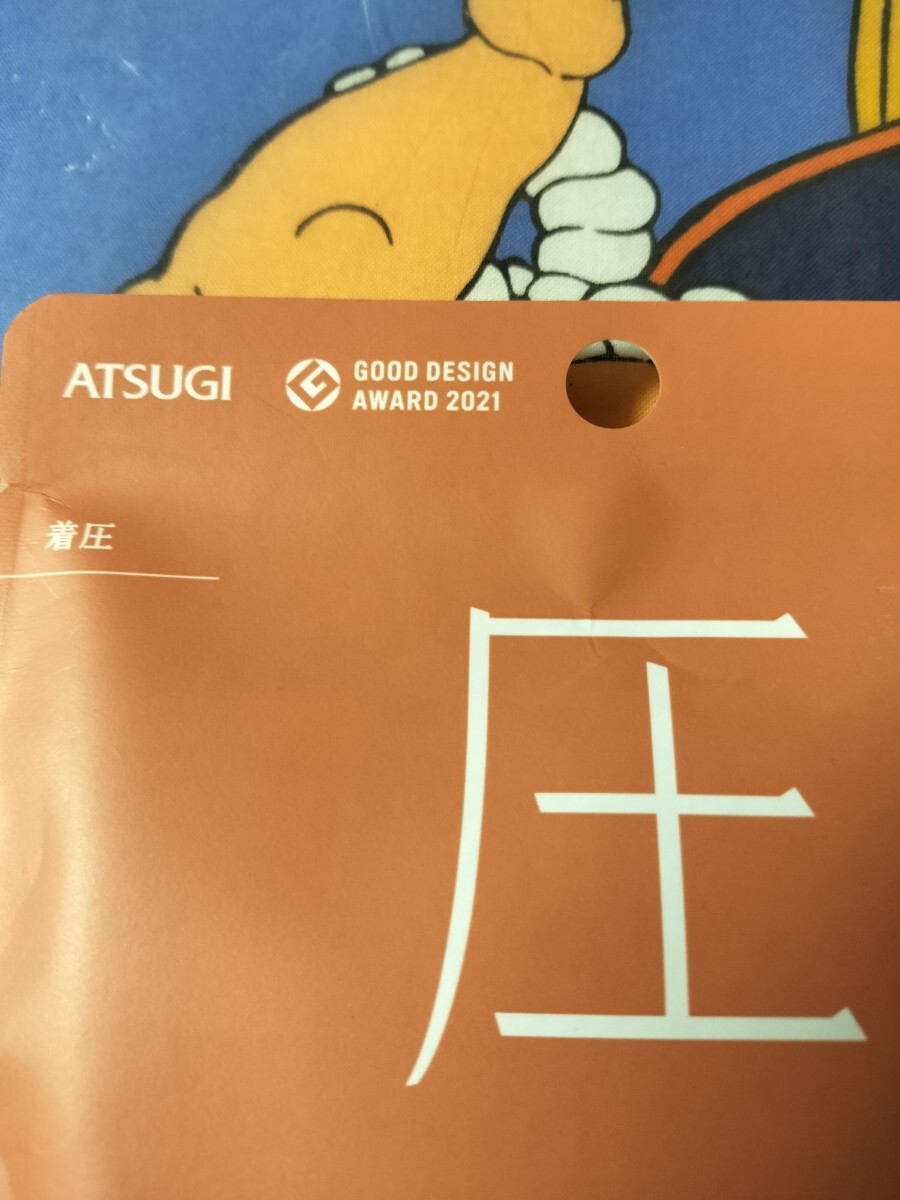 ATSUGI
GOOD DESIGN
AWARD 2021
着圧
圧